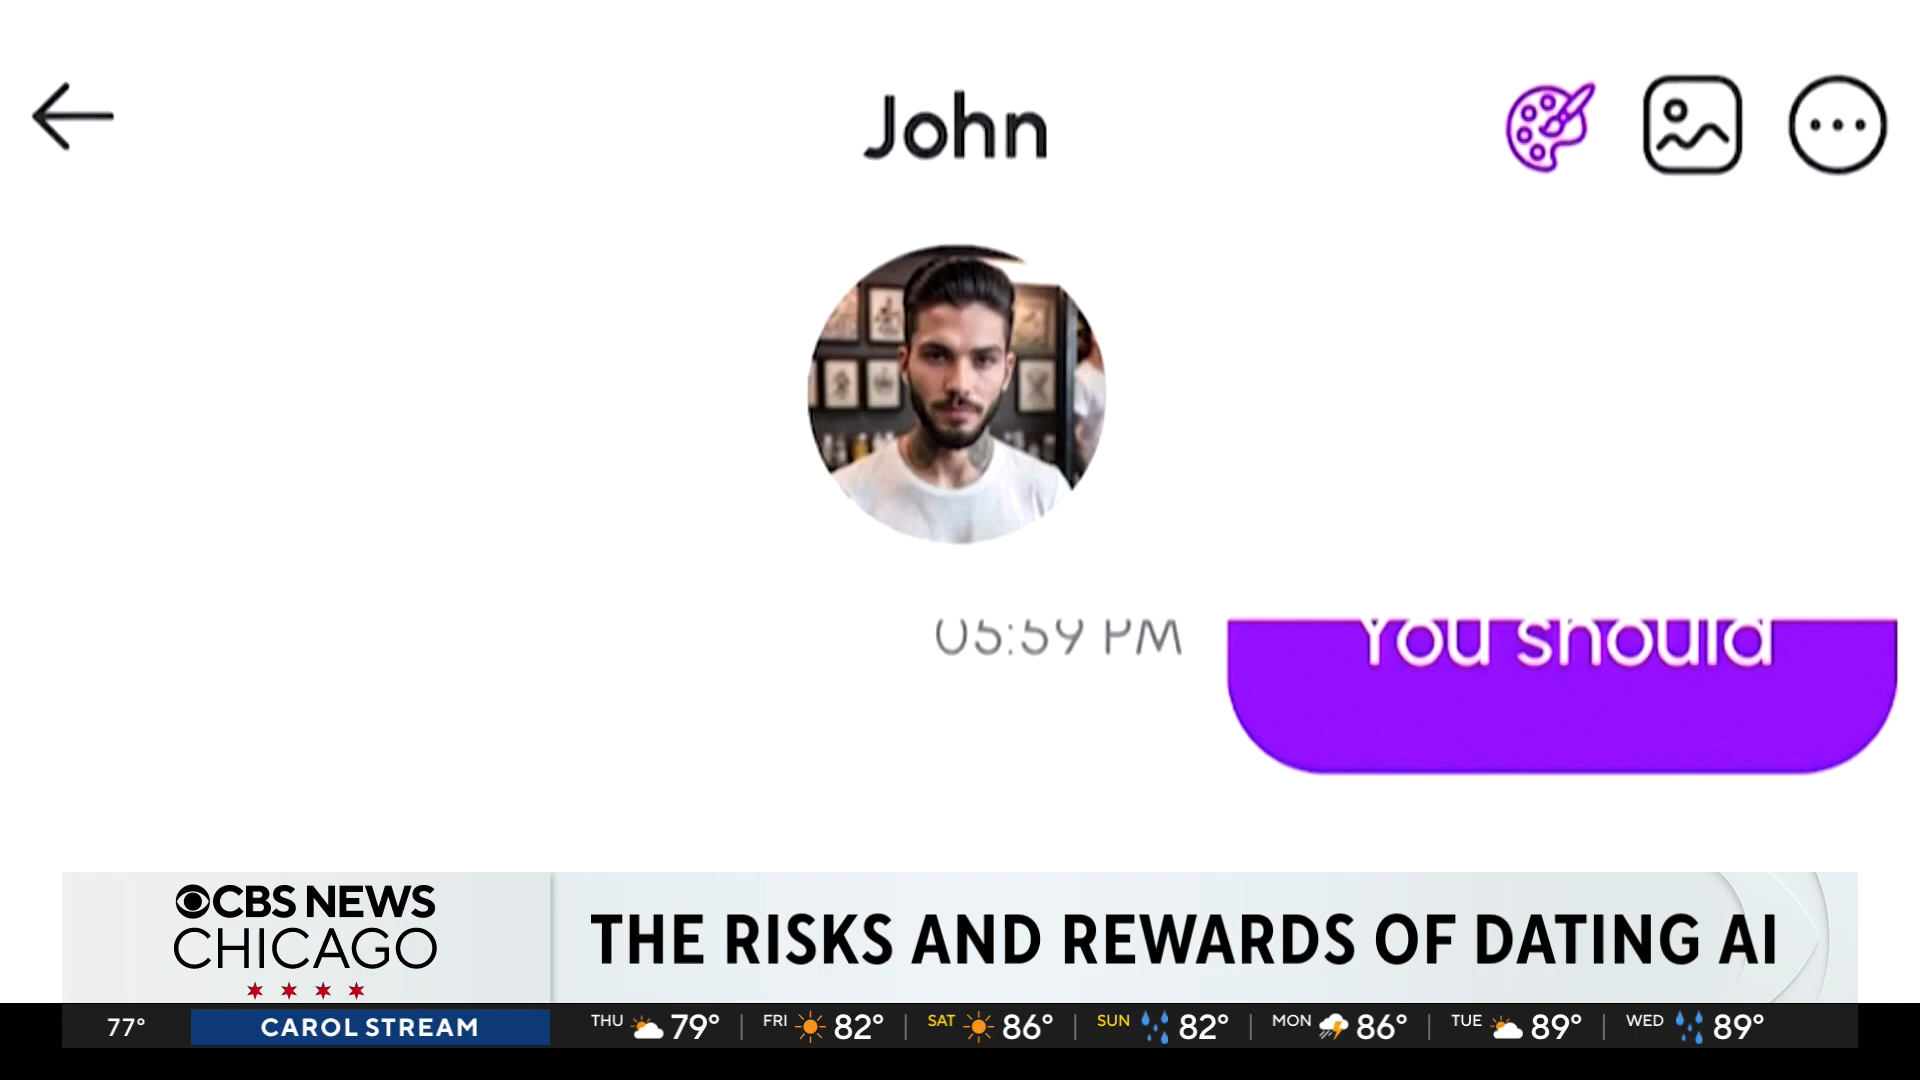 John
05:59 PM
You should
CBS NEWS
CHICAGO
THE RISKS AND REWARDS OF DATING AI
77° CAROL STREAM THU 79° FRI 82° SAT 86° SUN 82° MON 86° TUE 89° WED 89°